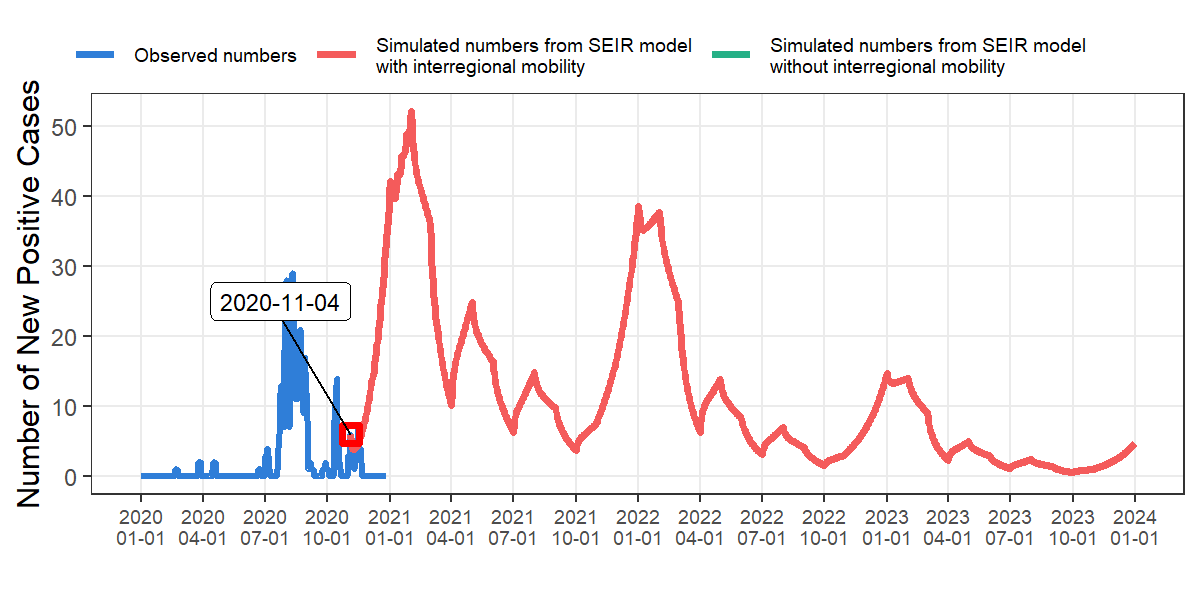 Observed numbers
Simulated numbers from SEIR model
with interregional mobility
Simulated numbers from SEIR model
without interregional mobility
Number of New Positive Cases
50
40
30
20
10
0
2020-11-04
2020 2020 2020 2020 2021 2021 2021 2021 2022 2022 2022 2022 2023 2023 2023 2023 2024
01-01 04-01 07-01 10-01 01-01 04-01 07-01 10-01 01-01 04-01 07-01 10-01 01-01 04-01 07-01 10-01 01-01